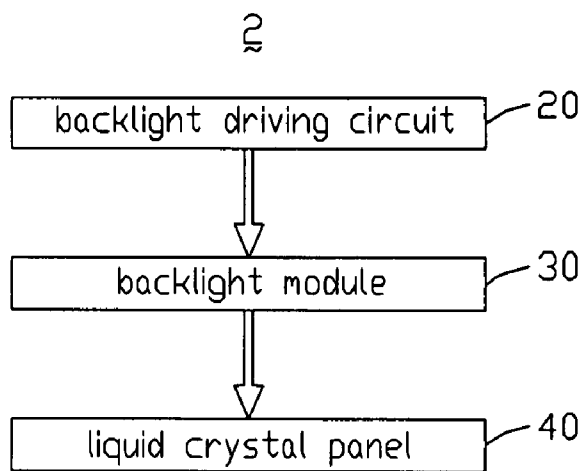 2
backlight driving circuit
20
backlight module
30
liquid crystal panel
40